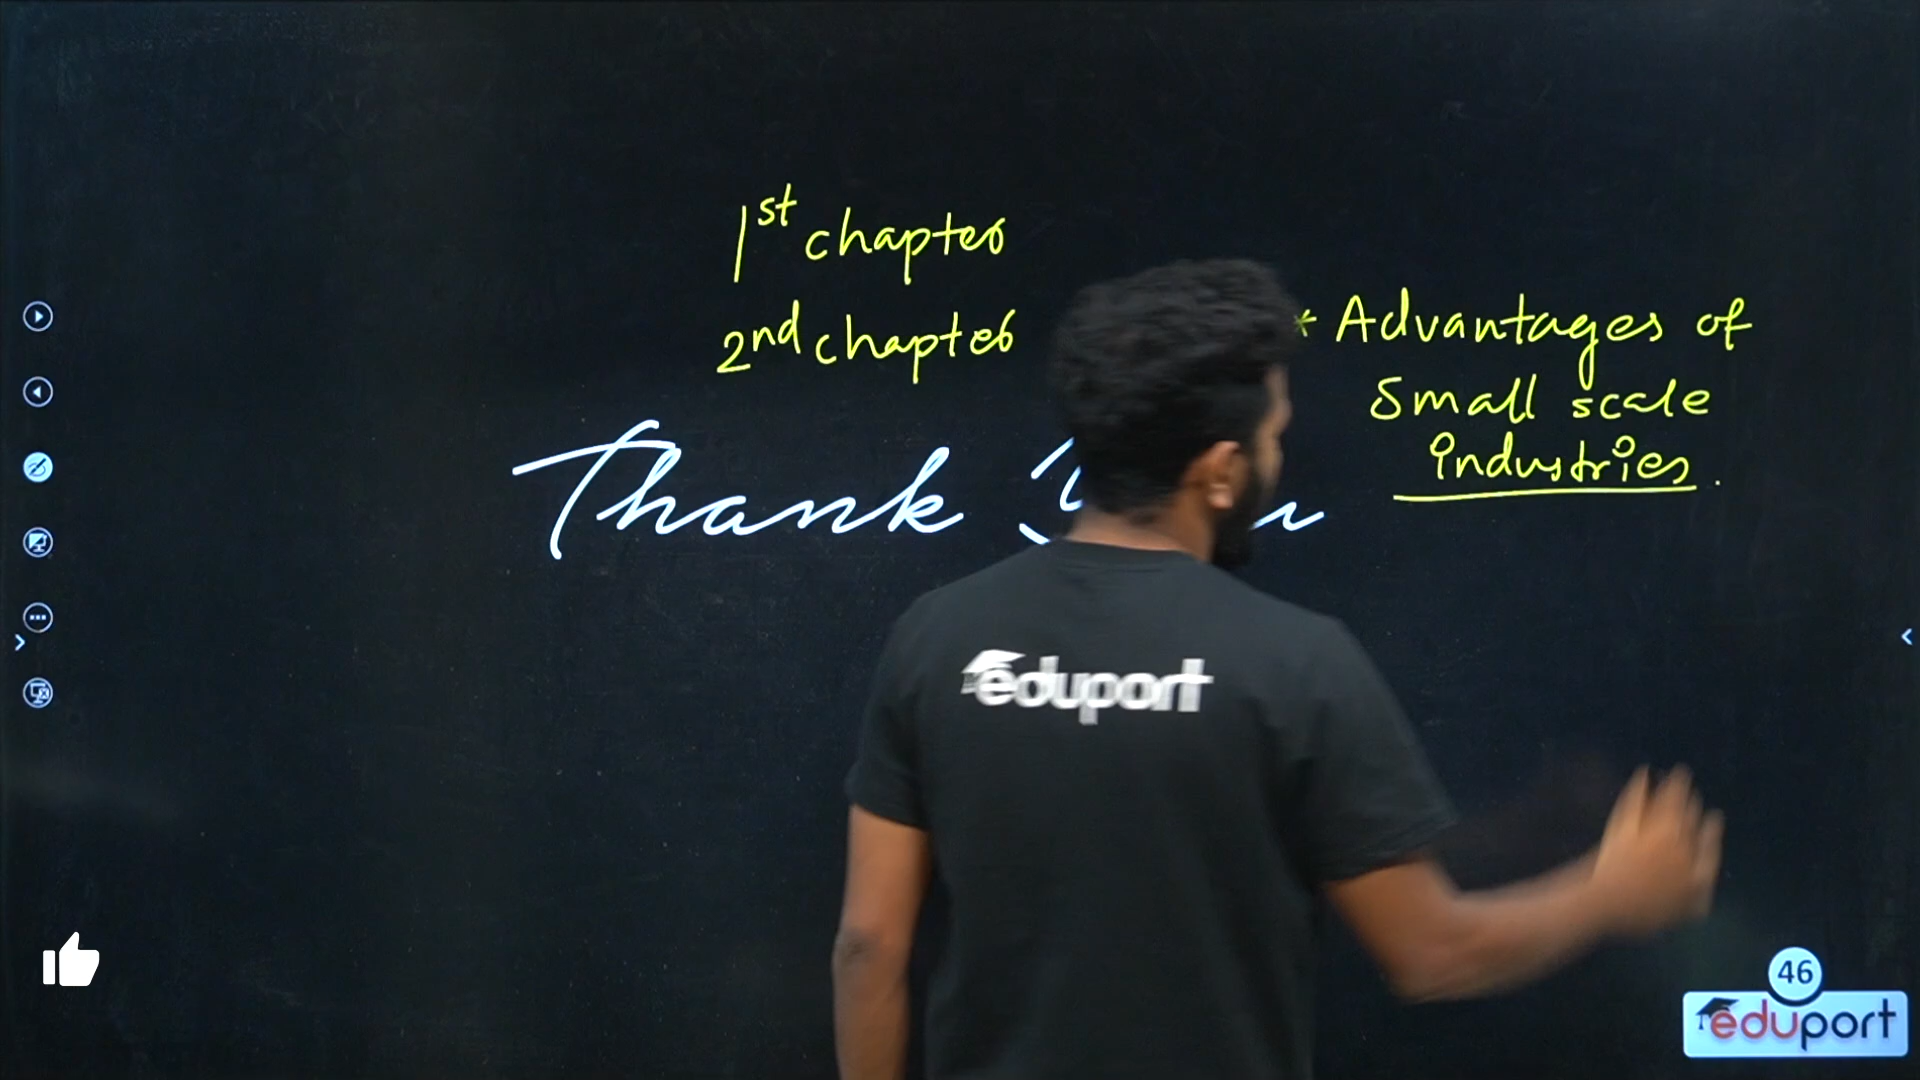 1st chapter
2nd chapter
* Advantages of
Small scale
industries.
Thank
eduport
46
eduport